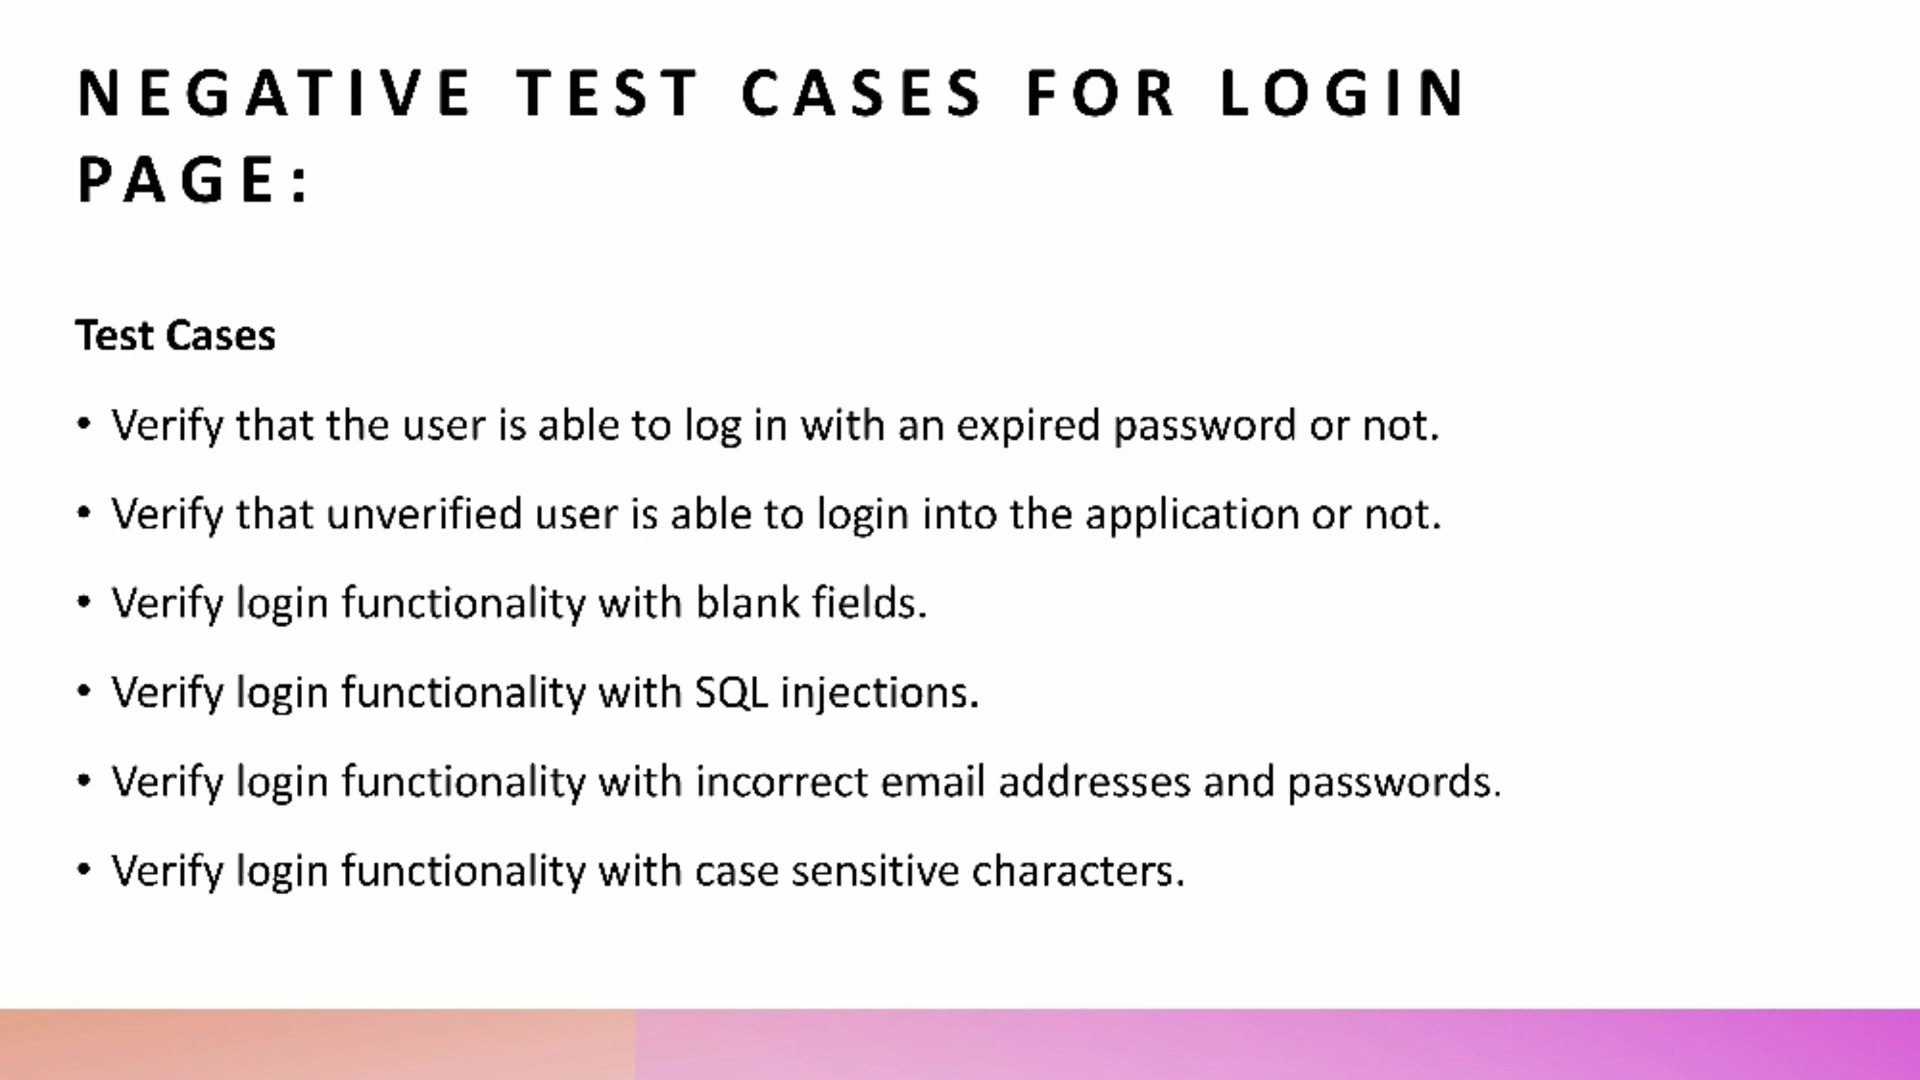 NEGATIVE TEST CASES FOR LOGIN
PAGE:
Test Cases
• Verify that the user is able to log in with an expired password or not.
• Verify that unverified user is able to login into the application or not.
• Verify login functionality with blank fields.
• Verify login functionality with SQL injections.
• Verify login functionality with incorrect email addresses and passwords.
• Verify login functionality with case sensitive characters.